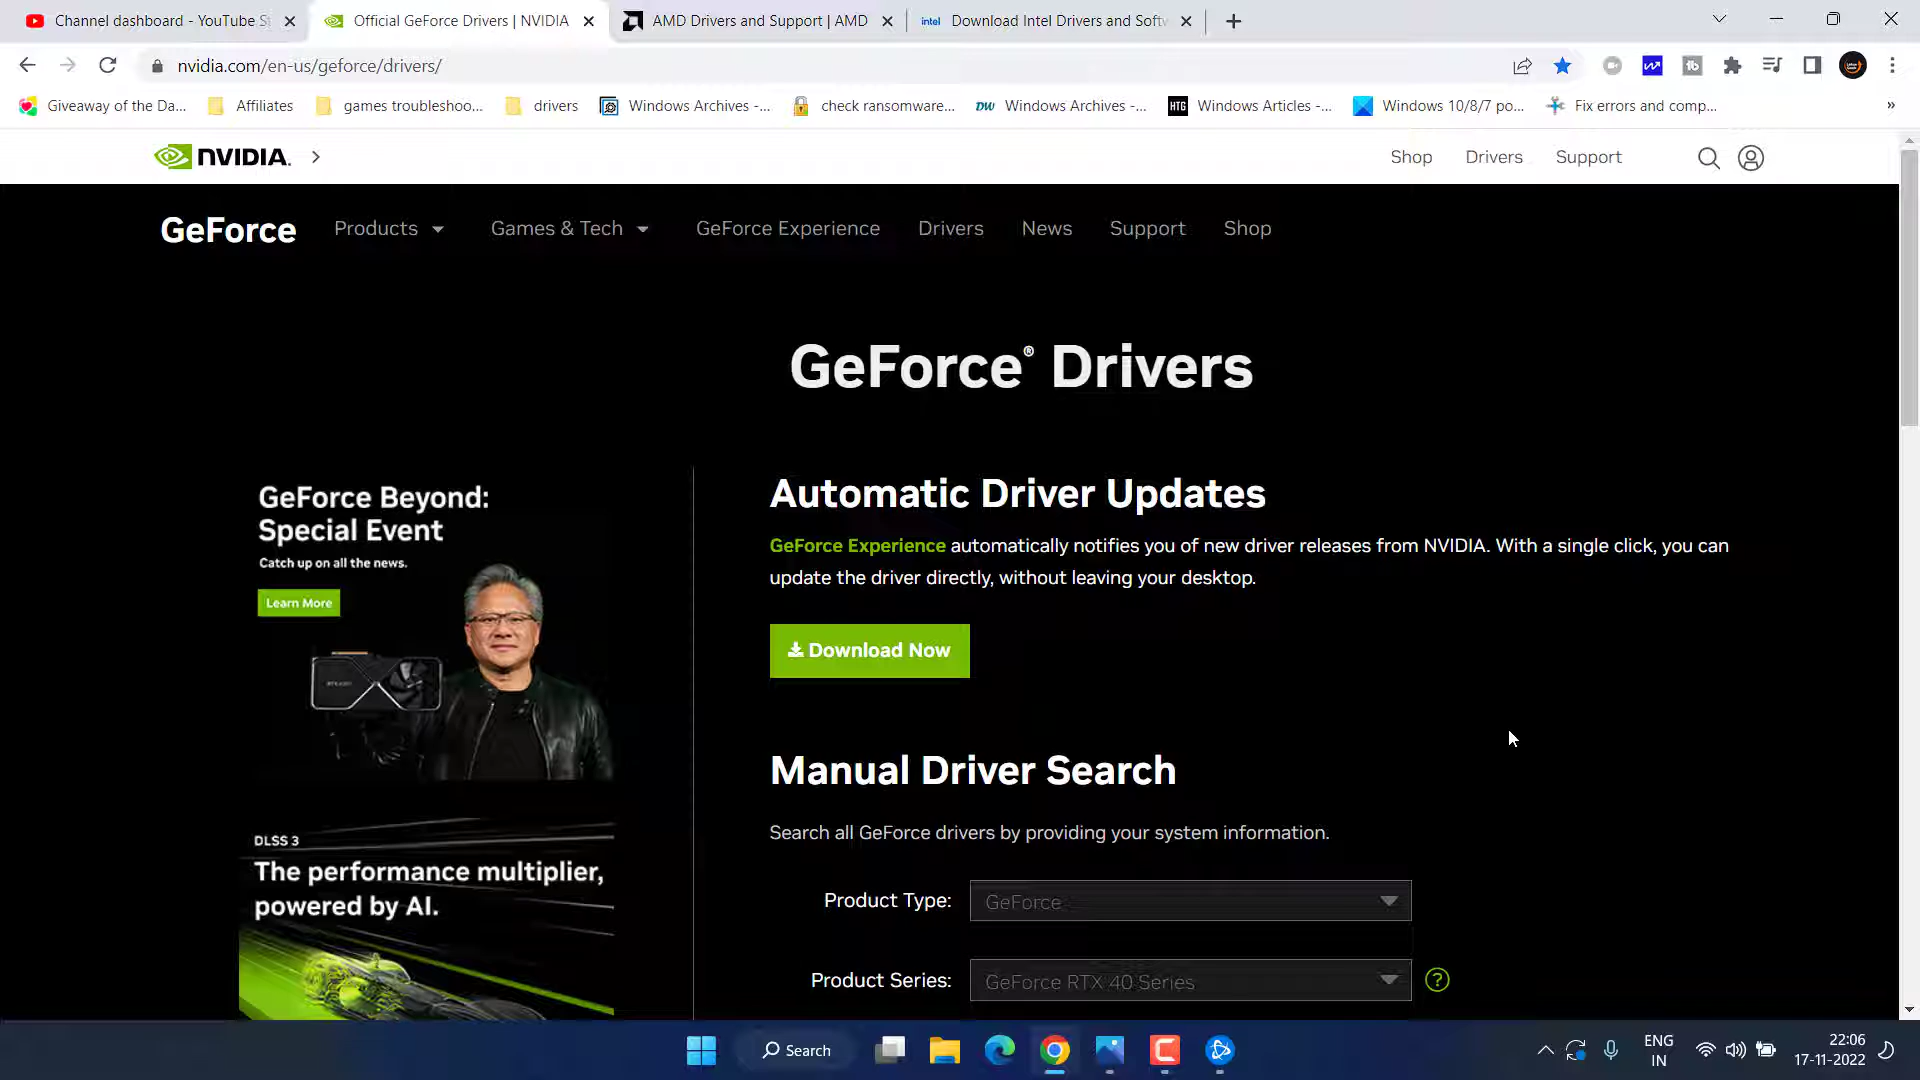 Channel dashboard - YouTube St
Official GeForce Drivers | NVIDIA
AMD Drivers and Support | AMD
intel Download Intel Drivers and Softw
nvidia.com/en-us/geforce/drivers/
Giveaway of the Da...
Affiliates
games troubleshoo...
drivers
Windows Archives -...
check ransomware...
DW Windows Archives -...
HTG Windows Articles -...
Windows 10/8/7 po...
Fix errors and comp...
»
NVIDIA.
Shop
Drivers
Support
GeForce
Products
Games & Tech
GeForce Experience
Drivers
News
Support
Shop
GeForce® Drivers
GeForce Beyond:
Special Event
Catch up on all the news.
Learn More
DLSS 3
The performance multiplier,
powered by AI.
Automatic Driver Updates
GeForce Experience automatically notifies you of new driver releases from NVIDIA. With a single click, you can
update the driver directly, without leaving your desktop.
Download Now
Manual Driver Search
Search all GeForce drivers by providing your system information.
Product Type: GeForce
Product Series: GeForce RTX 40 Series ?
Search
ENG
IN
22:06
17-11-2022